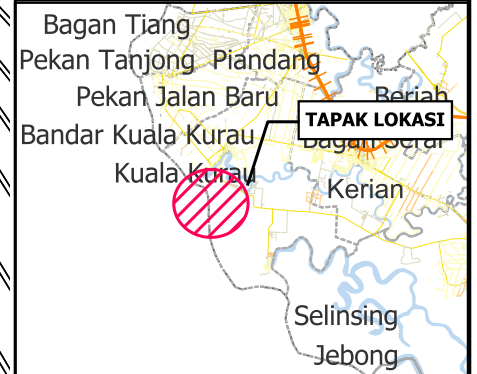 Bagan Tiang
Pekan Tanjong Piandang
Pekan Jalan Baru
Beriah
TAPAK LOKASI
Bandar Kuala Kurau
Bagan Serai
Kuala Kurau
Kerian
Selinsing
Jebong